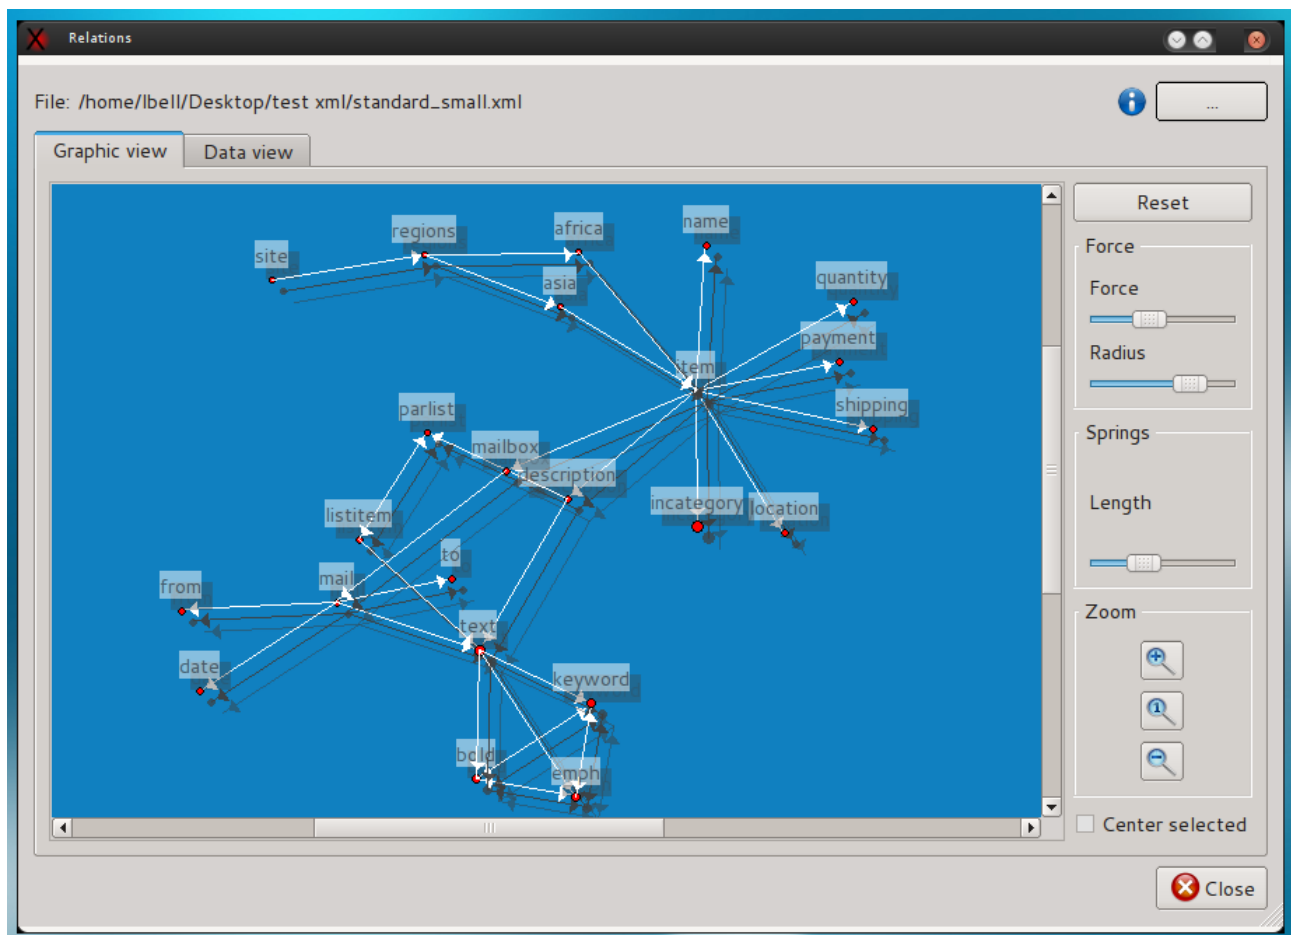 Relations
File: /home/lbell/Desktop/test xml/standard_small.xml
...
Graphic view
Data view
Reset
name
africa
regions
site
asia
quantity
Force
Force
payment
Radius
item
shipping
parlist
mailbox
Springs
description
incategory
location
Length
listitem
to
mail
from
Zoom
text
date
keyword
1
bold
emph
Center selected
Close